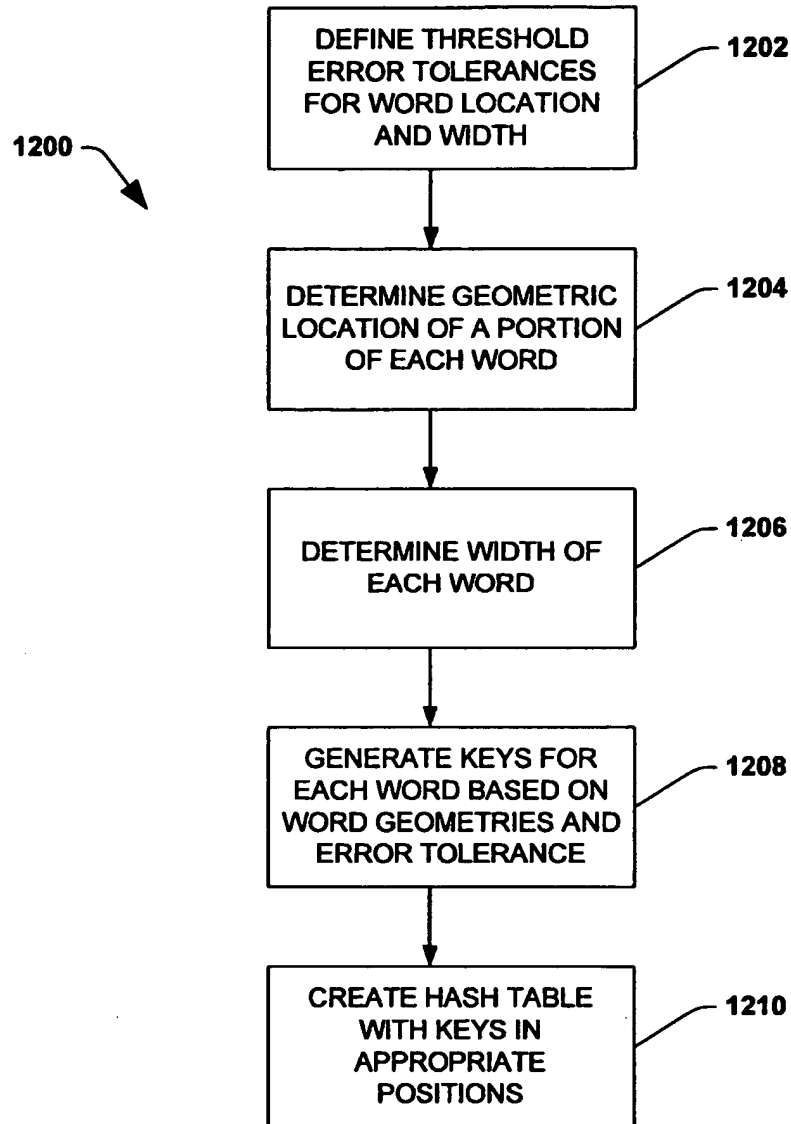 DEFINE THRESHOLD
ERROR TOLERANCES
FOR WORD LOCATION
AND WIDTH
1202
1200
DETERMINE GEOMETRIC
LOCATION OF A PORTION
OF EACH WORD
1204
DETERMINE WIDTH OF
EACH WORD
1206
GENERATE KEYS FOR
EACH WORD BASED ON
WORD GEOMETRIES AND
ERROR TOLERANCE
1208
CREATE HASH TABLE
WITH KEYS IN
APPROPRIATE
POSITIONS
1210